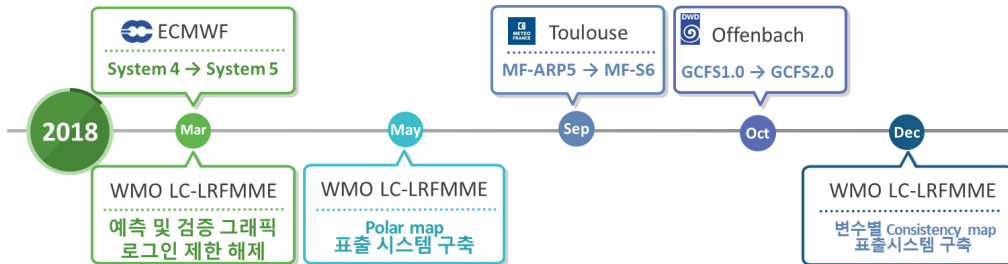 2018
ECMWF
System 4 → System 5
Mar
WMO LC-LRFMME
예측 및 검증 그래픽
로그인 제한 해제
May
WMO LC-LRFMME
Polar map
표출 시스템 구축
METEO
FRANCE
Toulouse
MF-ARP5 → MF-S6
Sep
DWD
Offenbach
GCFS1.0 → GCFS2.0
Oct
Dec
WMO LC-LRFMME
변수별 Consistency map
표출시스템 구축